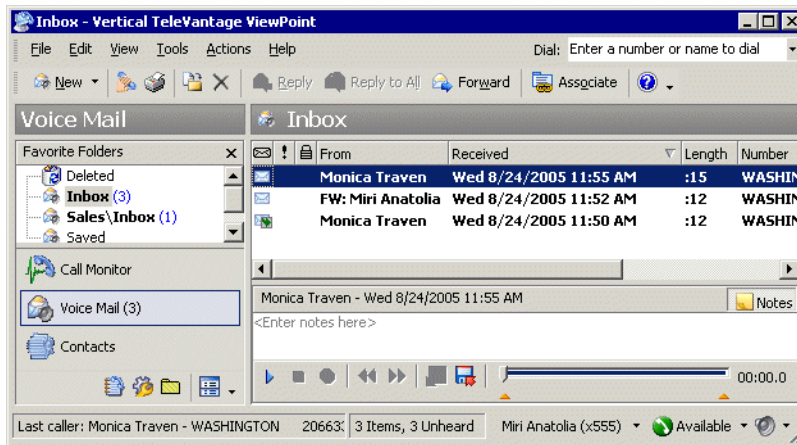 Inbox - Vertical TeleVantage ViewPoint
File Edit View Tools Actions Help Dial: Enter a number or name to dial
New Reply Reply to All Forward Associate
Voice Mail
Inbox
Favorite Folders
From Received Length Number
Deleted
Inbox (3)
Sales\Inbox (1)
Saved
Monica Traven Wed 8/24/2005 11:55 AM :15 WASHIN
FW: Miri Anatolia Wed 8/24/2005 11:52 AM :12 WASHIN
Monica Traven Wed 8/24/2005 11:50 AM :12 WASHIN
Call Monitor
Voice Mail (3)
Contacts
Monica Traven - Wed 8/24/2005 11:55 AM Notes
<Enter notes here>
00:00.0
Last caller: Monica Traven - WASHINGTON 3 Items, 3 Unheard Miri Anatolia (x555) Available